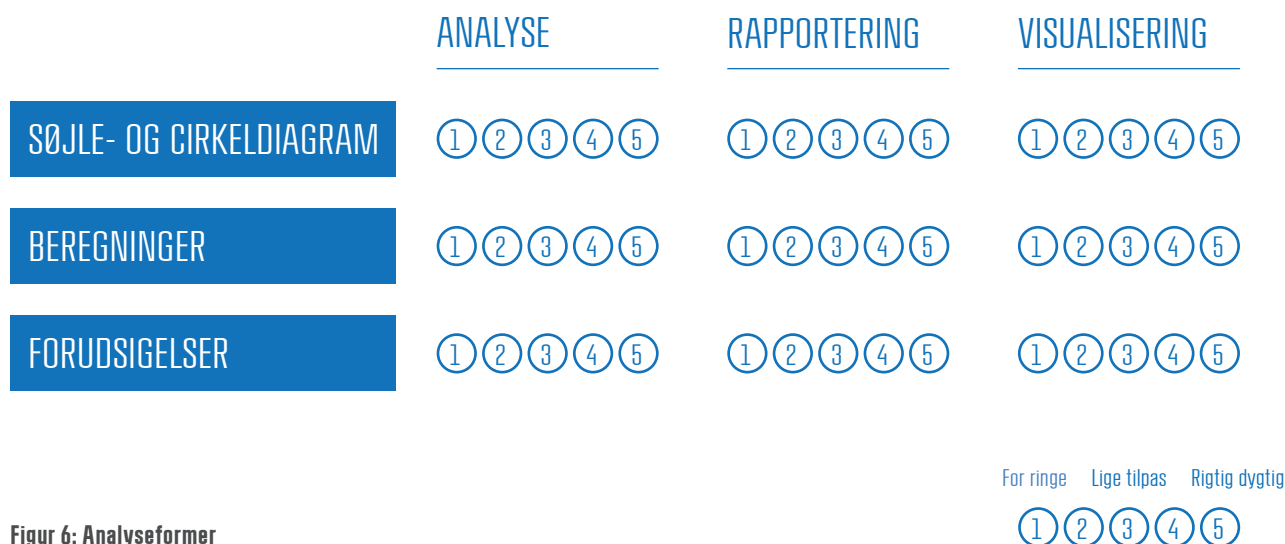 ANALYSE RAPPORTERING VISUALISERING
SØJLE- OG CIRKELDIAGRAM 1 2 3 4 5 1 2 3 4 5 1 2 3 4 5
BEREGNINGER 1 2 3 4 5 1 2 3 4 5 1 2 3 4 5
FORUDSIGELSER 1 2 3 4 5 1 2 3 4 5 1 2 3 4 5
For ringe Lige tilpas Rigtig dygtig
1 2 3 4 5
Figur 6: Analyseformer